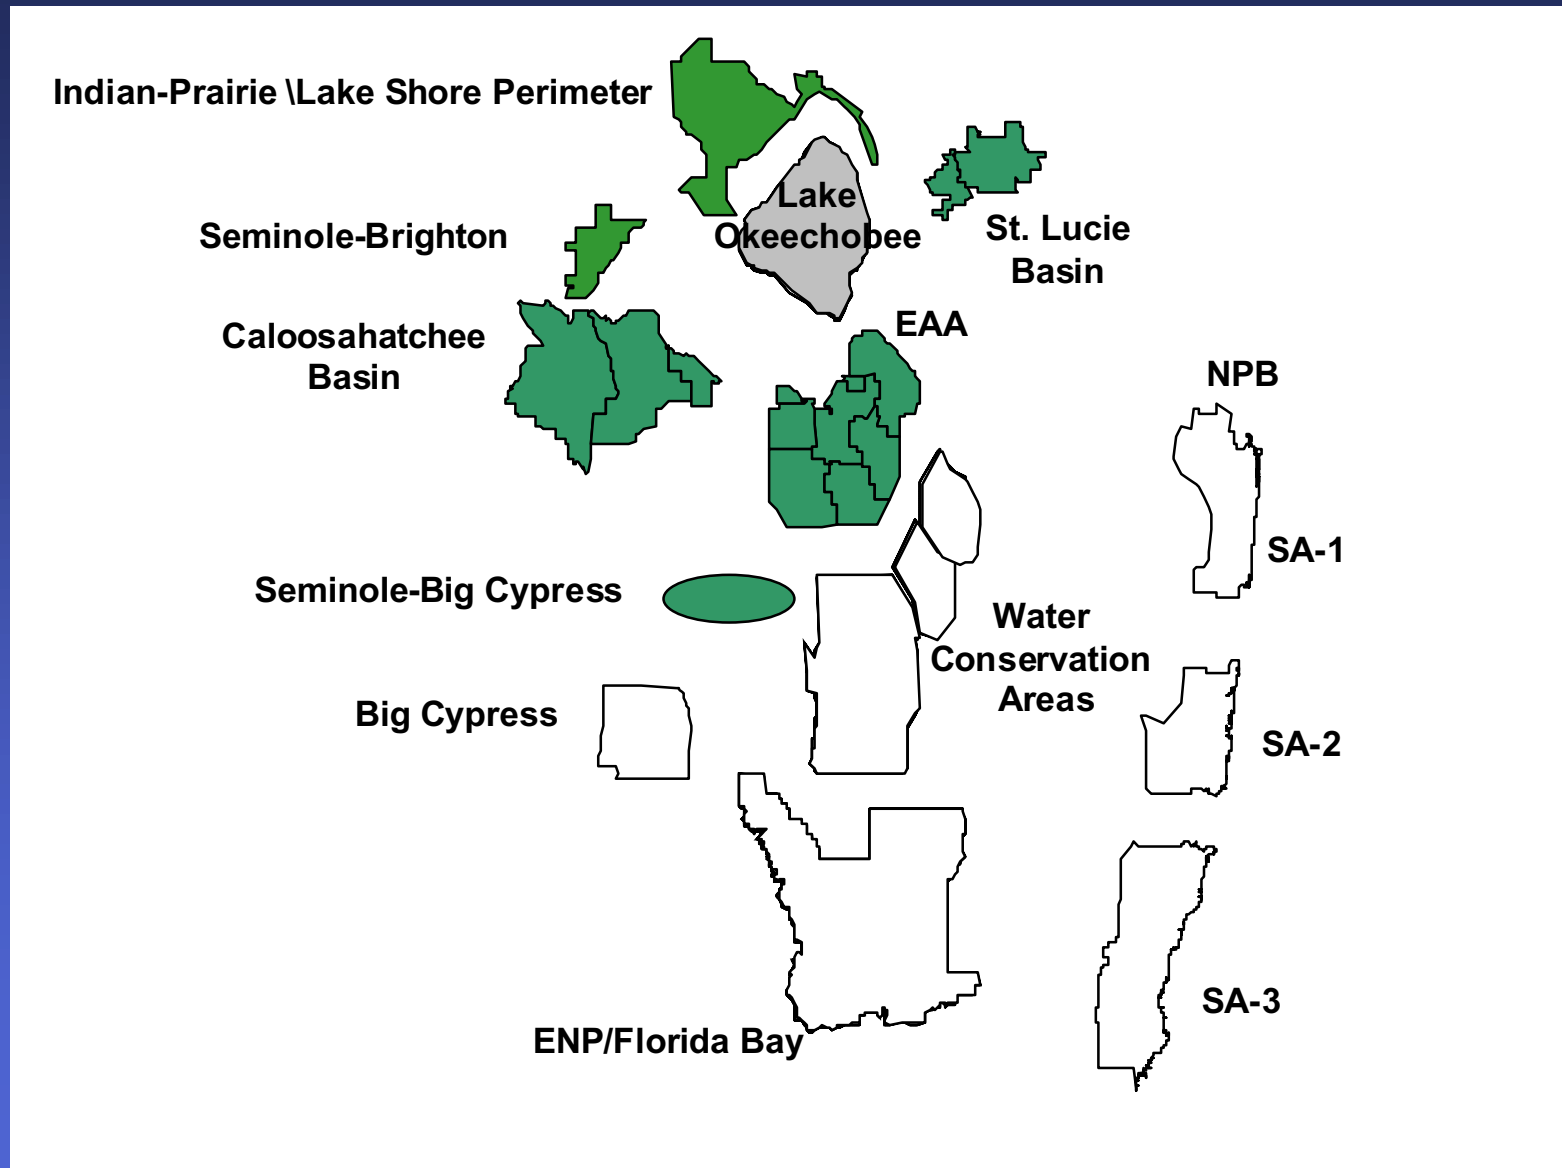 Indian-Prairie \Lake Shore Perimeter
Lake
Okeechobee
St. Lucie
Basin
Seminole-Brighton
Caloosahatchee
Basin
EAA
NPB
SA-1
Seminole-Big Cypress
Water
Conservation
Areas
Big Cypress
SA-2
SA-3
ENP/Florida Bay